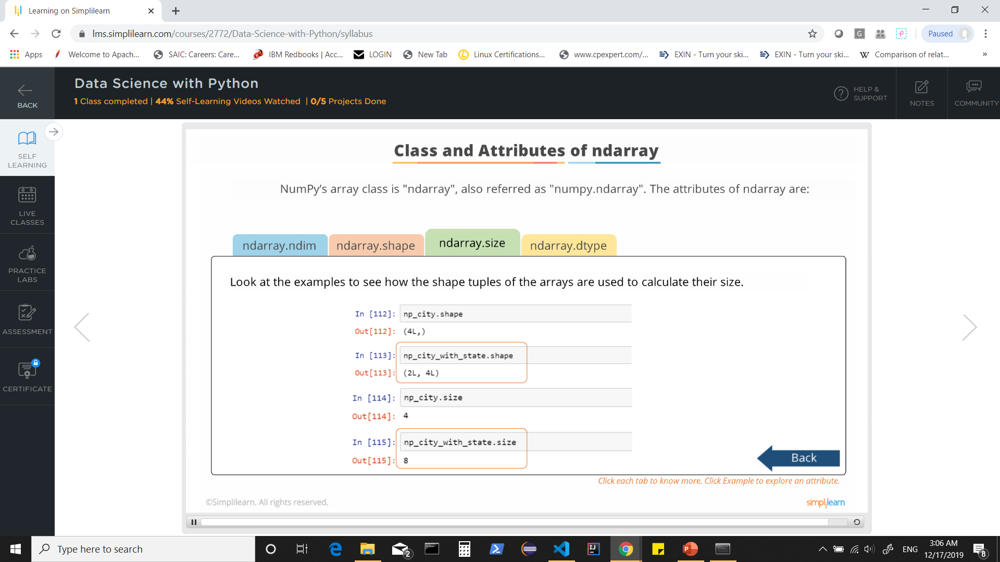 Learning on Simplilearn
lms.simplilearn.com/courses/2772/Data-Science-with-Python/syllabus
G
Paused
Apps
Welcome to Apach...
SAIC: Careers: Care...
IBM Redbooks | Acc...
LOGIN
New Tab
Linux Certifications...
www.cpexpert.com/...
EXIN - Turn your ski...
EXIN - Turn your ski...
W
Comparison of relat...
»
BACK
Data Science with Python
1 Class completed | 44% Self-Learning Videos Watched | 0/5 Projects Done
? HELP &
SUPPORT
NOTES
COMMUNITY
SELF
LEARNING
LIVE
CLASSES
PRACTICE
LABS
ASSESSMENT
CERTIFICATE
Class and Attributes of ndarray
NumPy’s array class is "ndarray", also referred as "numpy.ndarray". The attributes of ndarray are:
ndarray.ndim
ndarray.shape
ndarray.size
ndarray.dtype
Look at the examples to see how the shape tuples of the arrays are used to calculate their size.
In [112]: np_city.shape
Out[112]: (4L,)
In [113]: np_city_with_state.shape
Out[113]: (2L, 4L)
In [114]: np_city.size
Out[114]: 4
In [115]: np_city_with_state.size
Out[115]: 8
Back
Click each tab to know more. Click Example to explore an attribute.
©Simplilearn. All rights reserved.
simplilearn
Type here to search
2
IJ
P
ENG
3:06 AM
12/17/2019
8